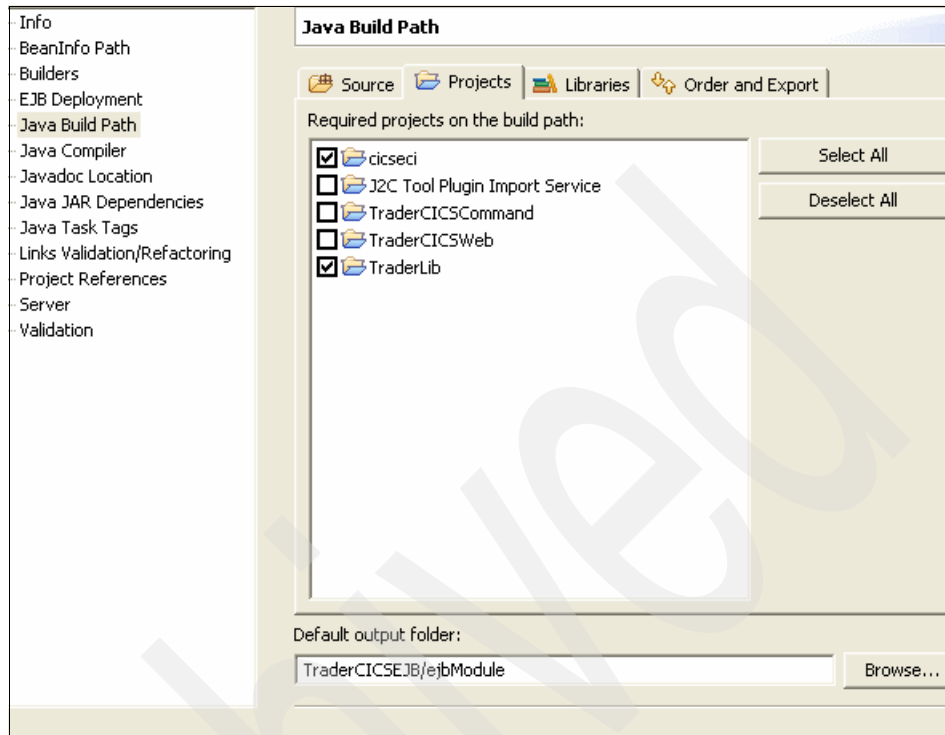 Info
BeanInfo Path
Builders
EJB Deployment
Java Build Path
Java Compiler
Javadoc Location
Java JAR Dependencies
Java Task Tags
Links Validation/Refactoring
Project References
Server
Validation
Java Build Path
Source Projects Libraries Order and Export
Required projects on the build path:
cicseci
J2C Tool Plugin Import Service
TraderCICSCommand
TraderCICSWeb
TraderLib
Select All
Deselect All
Default output folder:
TraderCICSEJB/ejbModule
Browse...
hived